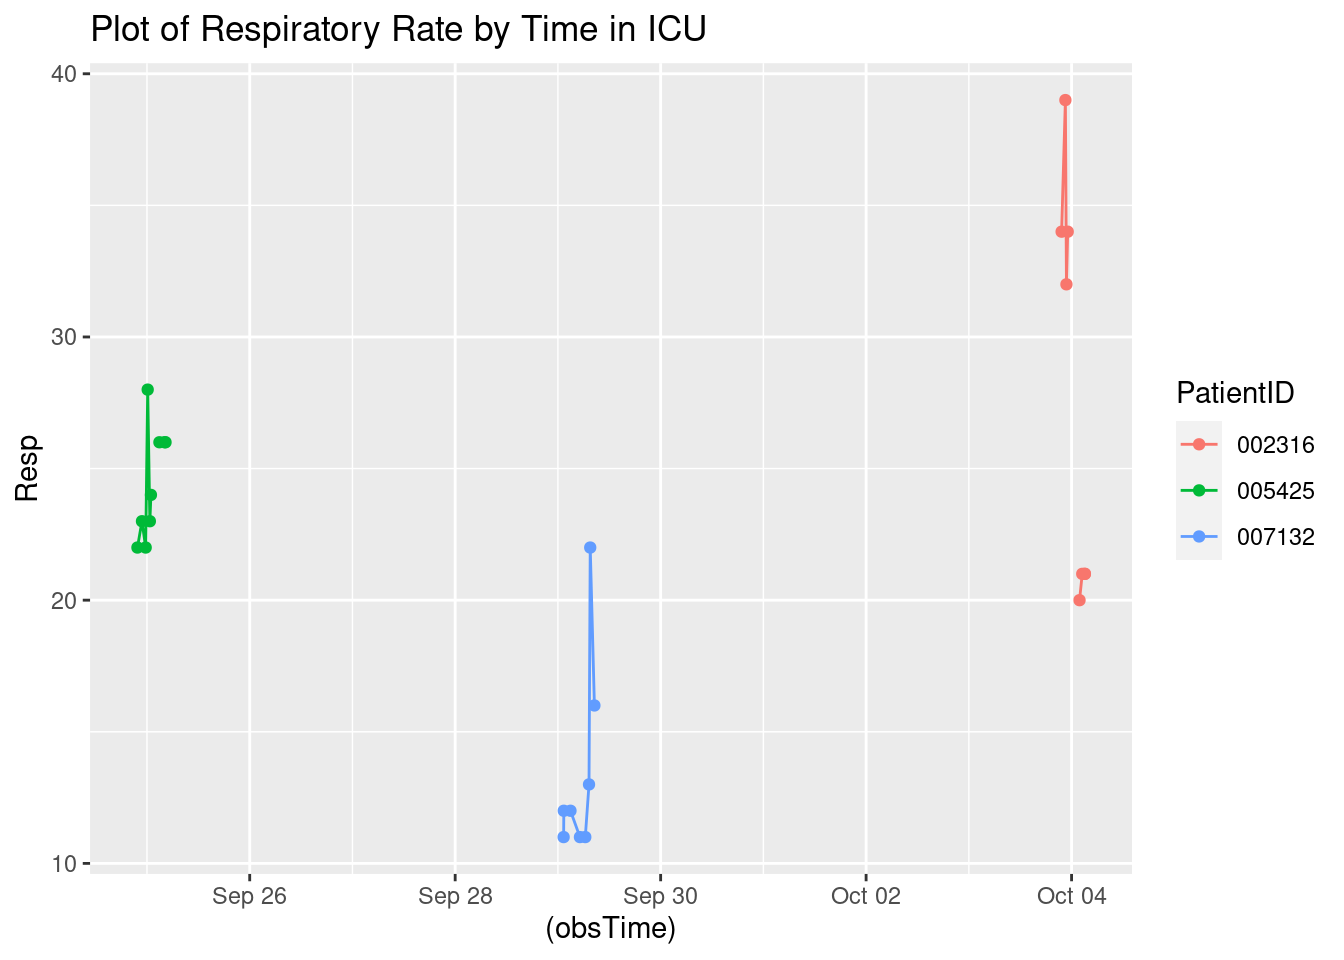 Plot of Respiratory Rate by Time in ICU
40
30
20
10
Resp
Sep 26
Sep 28
Sep 30
Oct 02
Oct 04
(obsTime)
PatientID
002316
005425
007132